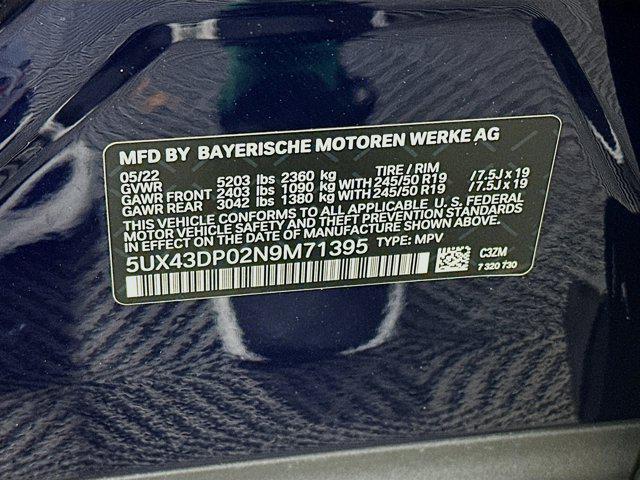 MFD BY BAYERISCHE MOTOREN WERKE AG
05/22 TIRE / RIM
GVWR 5203 lbs 2360 kg
GAWR FRONT 2403 lbs 1090 kg WITH 245/50 R19 / 7.5J x 19
GAWR REAR 3042 lbs 1380 kg WITH 245/50 R19 / 7.5J x 19
THIS VEHICLE CONFORMS TO ALL APPLICABLE U. S. FEDERAL
MOTOR VEHICLE SAFETY AND THEFT PREVENTION STANDARDS
IN EFFECT ON THE DATE OF MANUFACTURE SHOWN ABOVE.
5UX43DP02N9M71395 TYPE: MPV
C3ZM
7 320 730